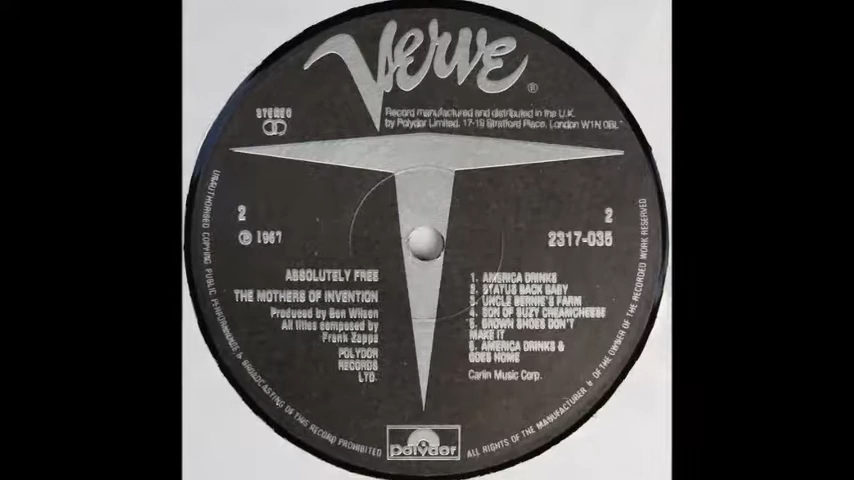 Verve ®
STEREO
Record manufactured and distributed in the U.K.
by Polydor Limited. 17-19 Stratford Place, London W1N 0BL
2
℗ 1967
2
2317-035
ABSOLUTELY FREE
THE MOTHERS OF INVENTION
Produced by Ben Wilson
All titles composed by
Frank Zappa
POLYDOR
RECORDS
LTD.
1. AMERICA DRINKS
2. STATUS BACK BABY
3. UNCLE BERNIE'S FARM
4. SON OF SUZY CREAMCHEESE
5. BROWN SHOES DON'T
MAKE IT
6. AMERICA DRINKS &
GOES HOME
Carlin Music Corp.
polydor
UNAUTHORISED COPYING PUBLIC PERFORMANCE & BROADCASTING OF THIS RECORD PROHIBITED
ALL RIGHTS OF THE MANUFACTURER & OF THE OWNER OF THE RECORDED WORK RESERVED